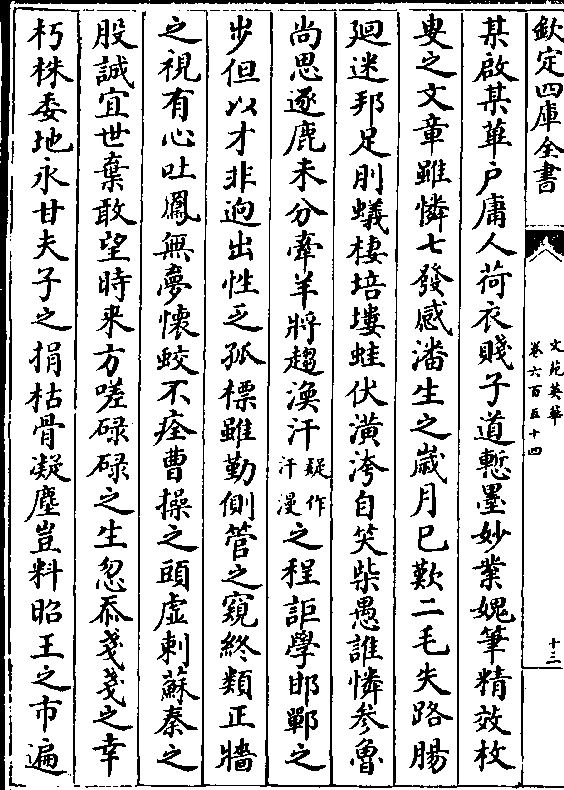 欽定四庫全書
文苑英華
卷六百五十四
十三
某啟某蓽户庸人荷衣賤子道慙墨妙業媿筆精效枚
叟之文章雖憐七發感潘生之歲月已歎二毛失路腸
廻迷邦足刖蟻棲培塿蛙伏潢洿自笑柴愚誰憐參魯
尚思逐鹿未分牽羊將趨渙汗疑作汗漫之程詎學邯鄲之
步但以才非逈出性乏孤標雖勤側管之窺終類正牆
之視有心吐鳳無夢懷蛟不痊曹操之頭虛刺蘇秦之
股誠宜世棄敢望時來方嗟碌碌之生忽忝戔戔之幸
朽株委地永甘夫子之捐枯骨凝塵豈料昭王之市遍